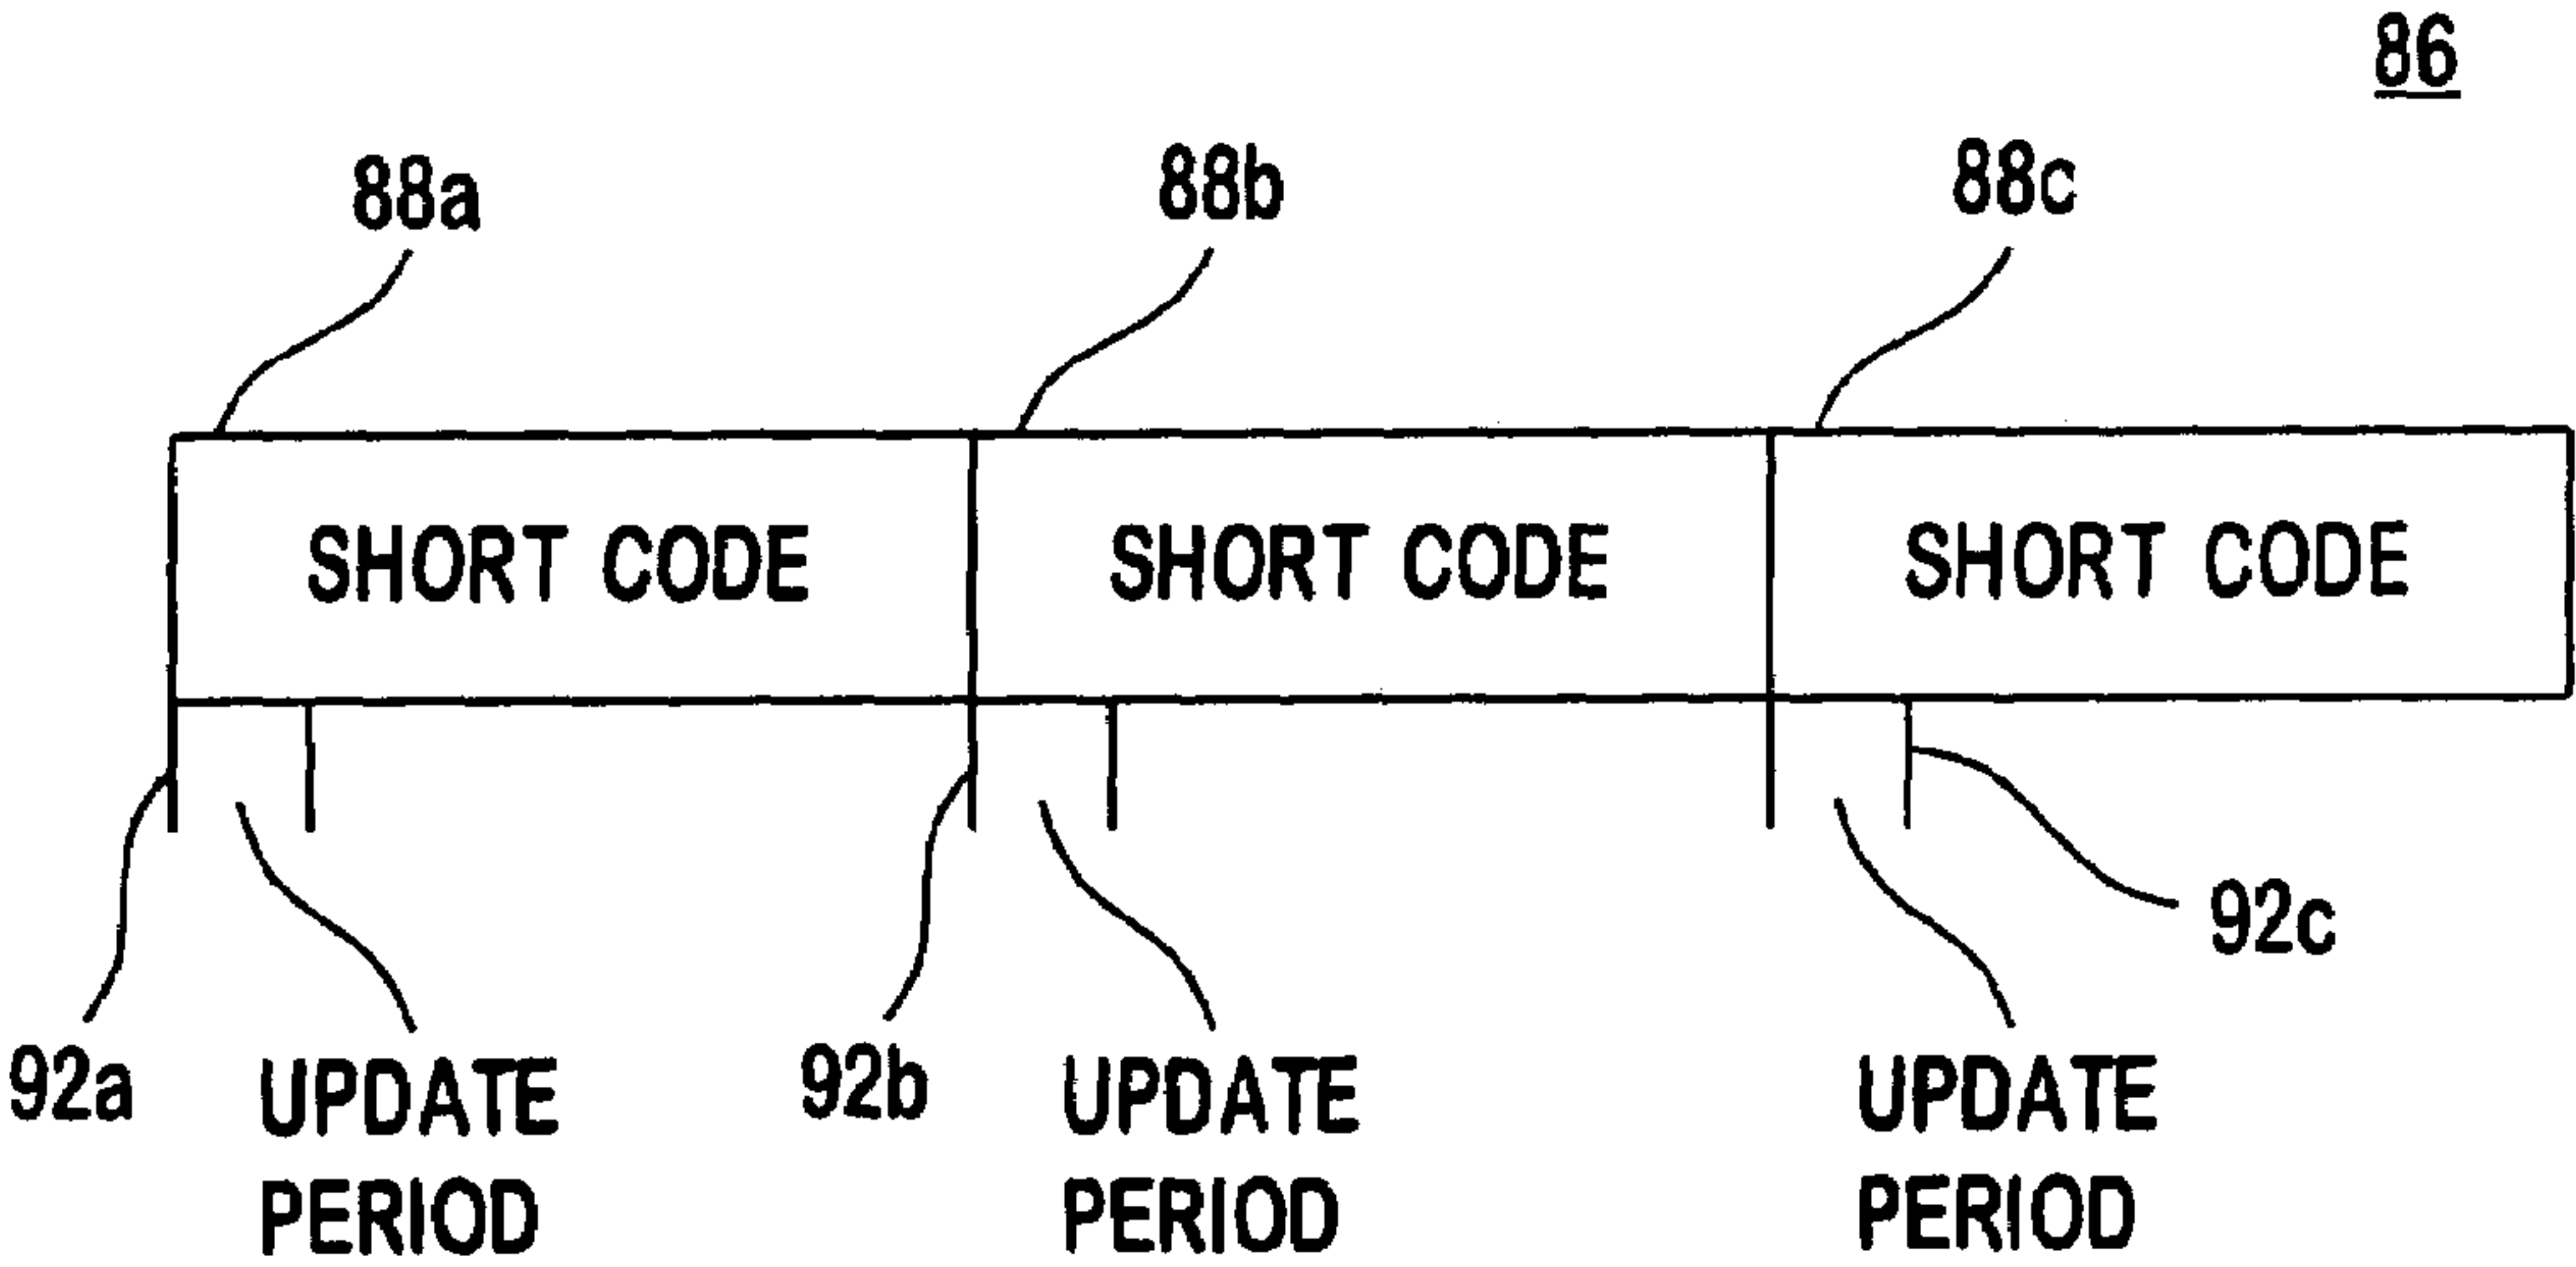 86
88a
88b
88c
SHORT CODE
SHORT CODE
SHORT CODE
92c
92a
UPDATE
PERIOD
92b
UPDATE
PERIOD
UPDATE
PERIOD